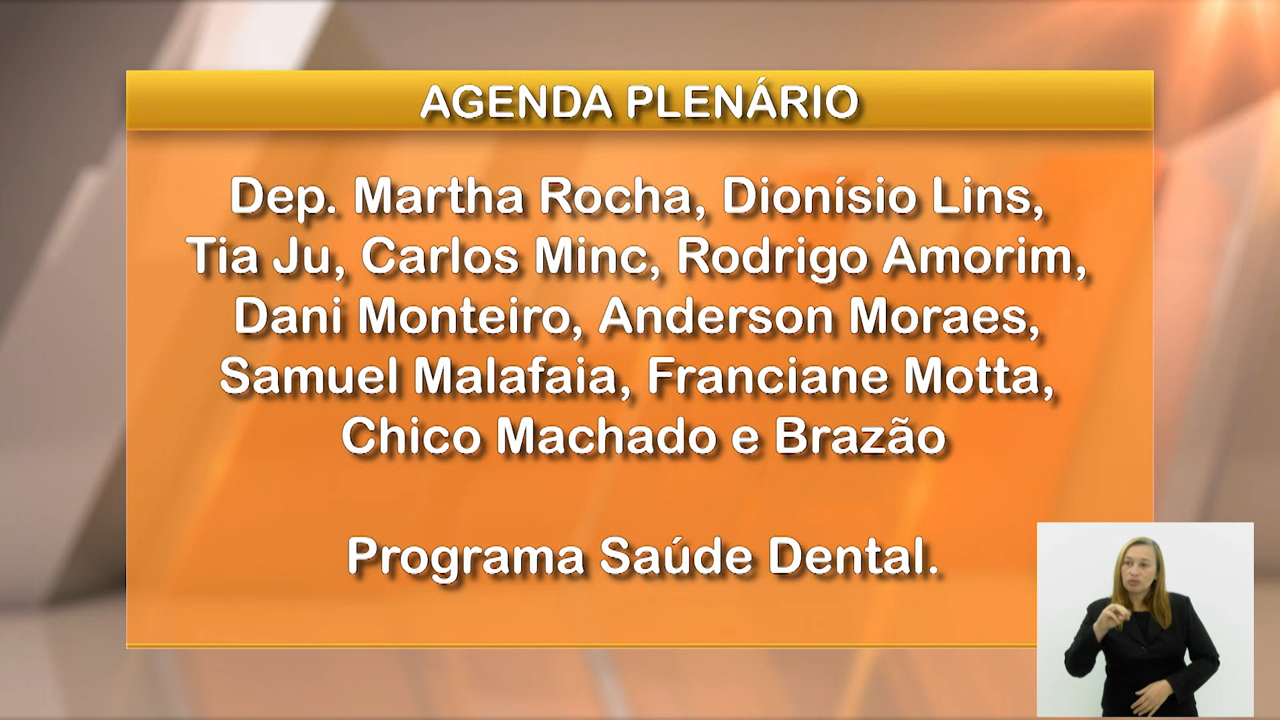 AGENDA PLENÁRIO
Dep. Martha Rocha, Dionísio Lins,
Tia Ju, Carlos Minc, Rodrigo Amorim,
Dani Monteiro, Anderson Moraes,
Samuel Malafaia, Franciane Motta,
Chico Machado e Brazão
Programa Saúde Dental.